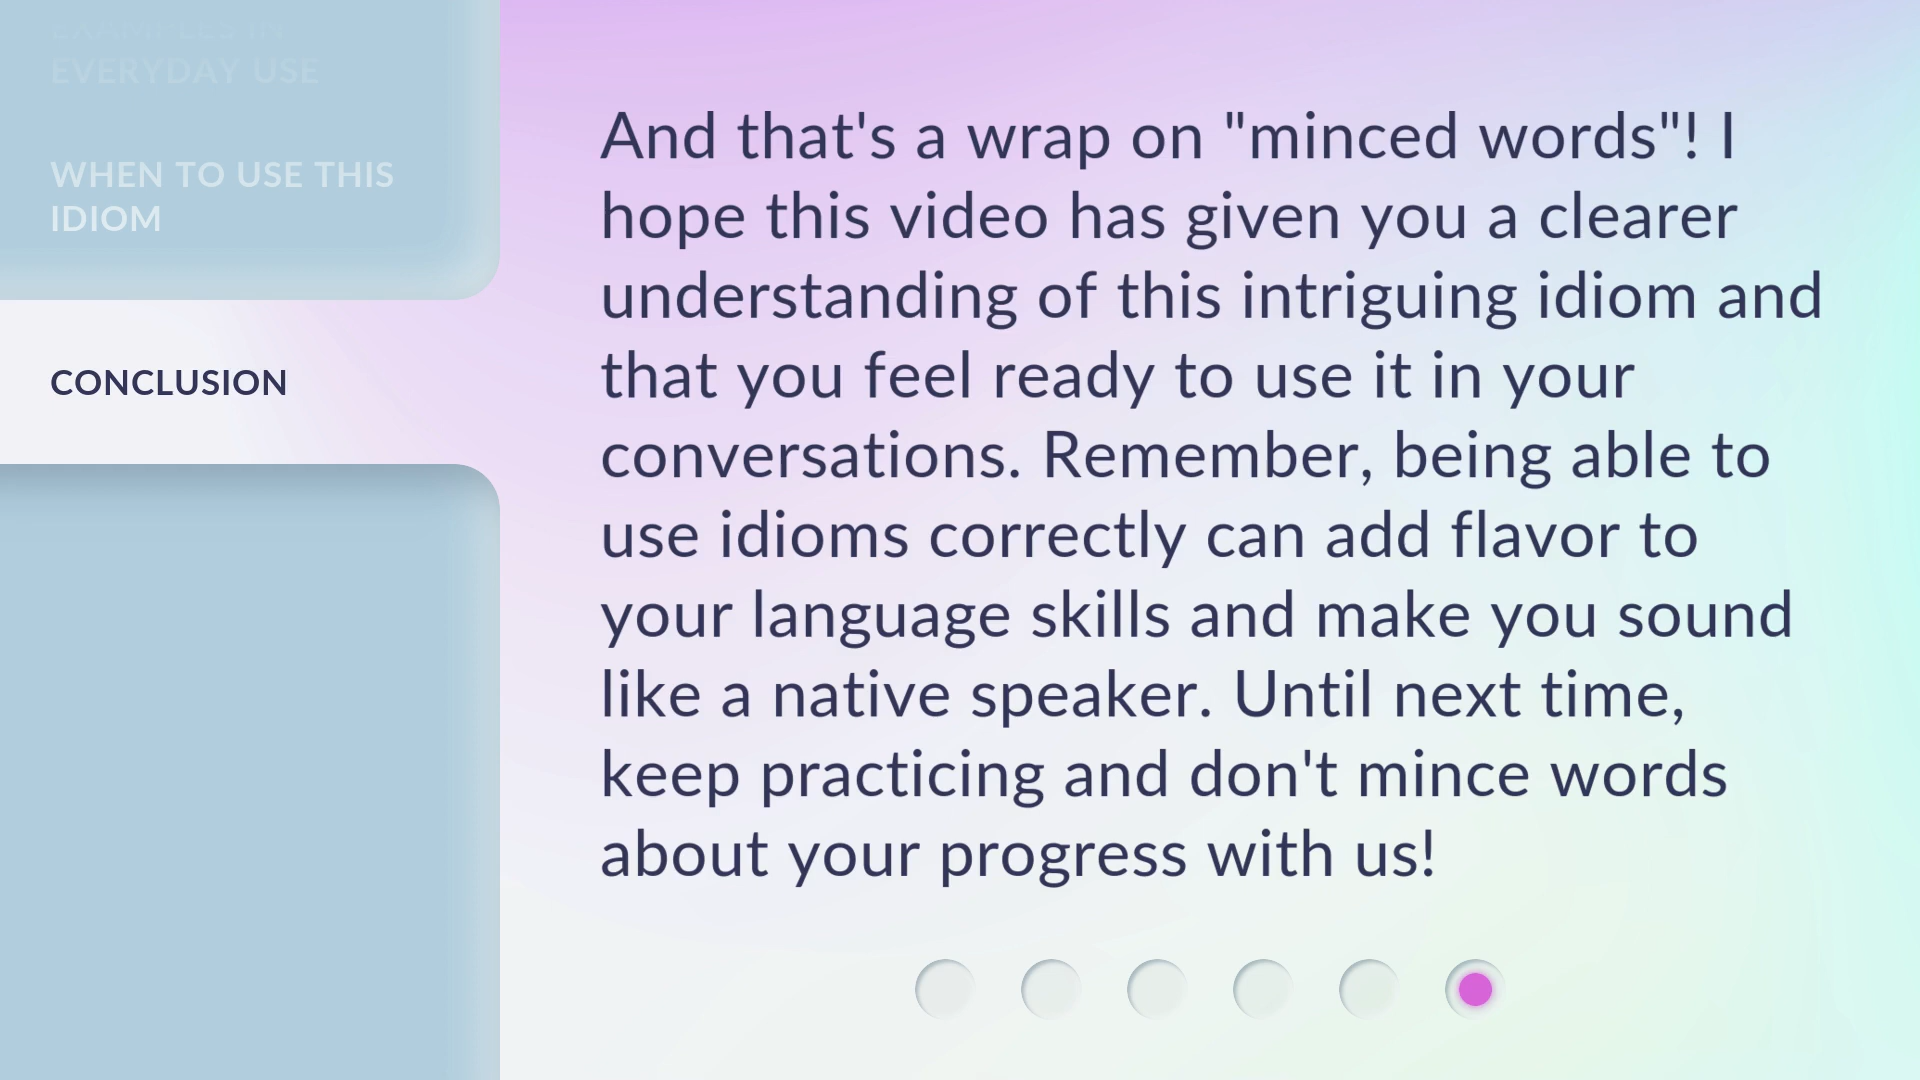 EXAMPLES IN
EVERYDAY USE
WHEN TO USE THIS
IDIOM
CONCLUSION
And that's a wrap on "minced words"! I
hope this video has given you a clearer
understanding of this intriguing idiom and
that you feel ready to use it in your
conversations. Remember, being able to
use idioms correctly can add flavor to
your language skills and make you sound
like a native speaker. Until next time,
keep practicing and don't mince words
about your progress with us!